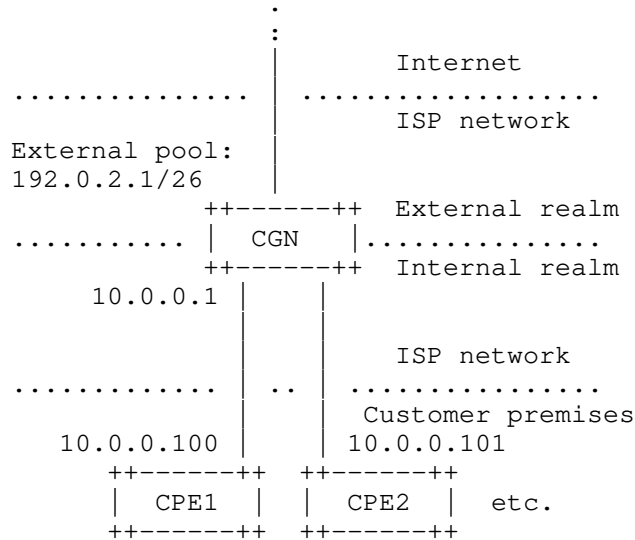 .
:
| Internet
............... | ...................
| ISP network
External pool: |
192.0.2.1/26 |
++------++ External realm
........... | CGN |...............
++------++ Internal realm
10.0.0.1 | |
| |
| | ISP network
............. | .. | ................
| | Customer premises
10.0.0.100 | | 10.0.0.101
++------++ ++------++
| CPE1 | | CPE2 | etc.
++------++ ++------++